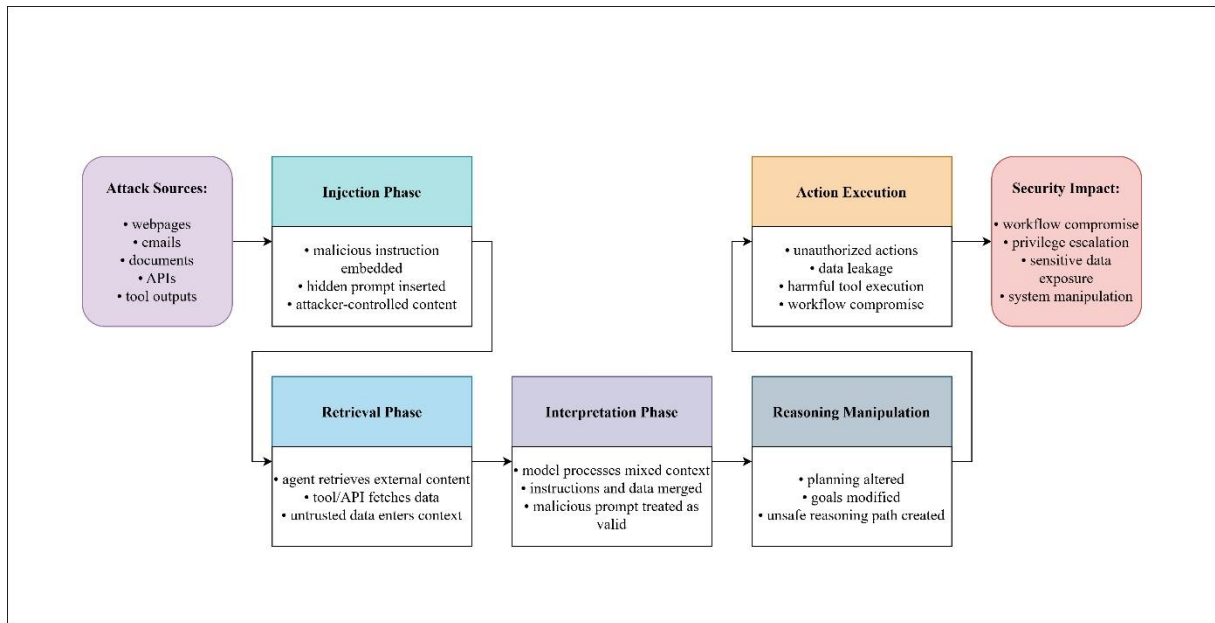 Attack Sources:
• webpages
• emails
• documents
• APIs
• tool outputs
Injection Phase
• malicious instruction
embedded
• hidden prompt inserted
• attacker-controlled content
Retrieval Phase
• agent retrieves external content
• tool/API fetches data
• untrusted data enters context
Interpretation Phase
• model processes mixed context
• instructions and data merged
• malicious prompt treated as
valid
Reasoning Manipulation
• planning altered
• goals modified
• unsafe reasoning path created
Action Execution
• unauthorized actions
• data leakage
• harmful tool execution
• workflow compromise
Security Impact:
• workflow compromise
• privilege escalation
• sensitive data
exposure
• system manipulation